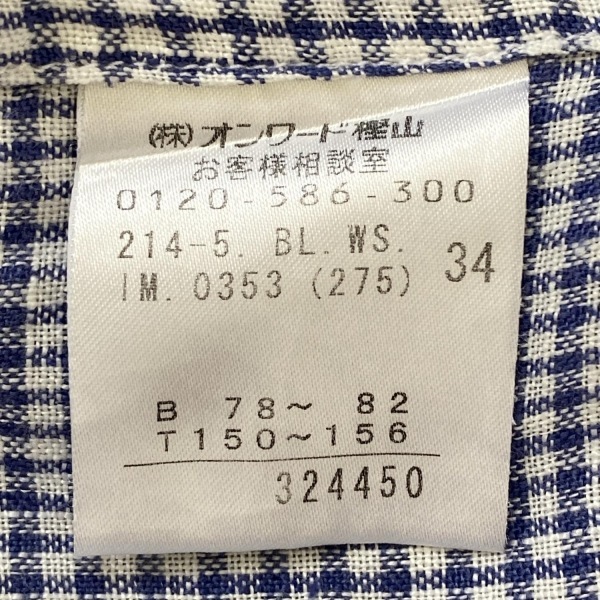 (株)オンワード樫山
お客様相談室
0120-586-300
214-5. BL.WS.
IM. 0353 (275) 34
B 78～ 82
T150～156
324450